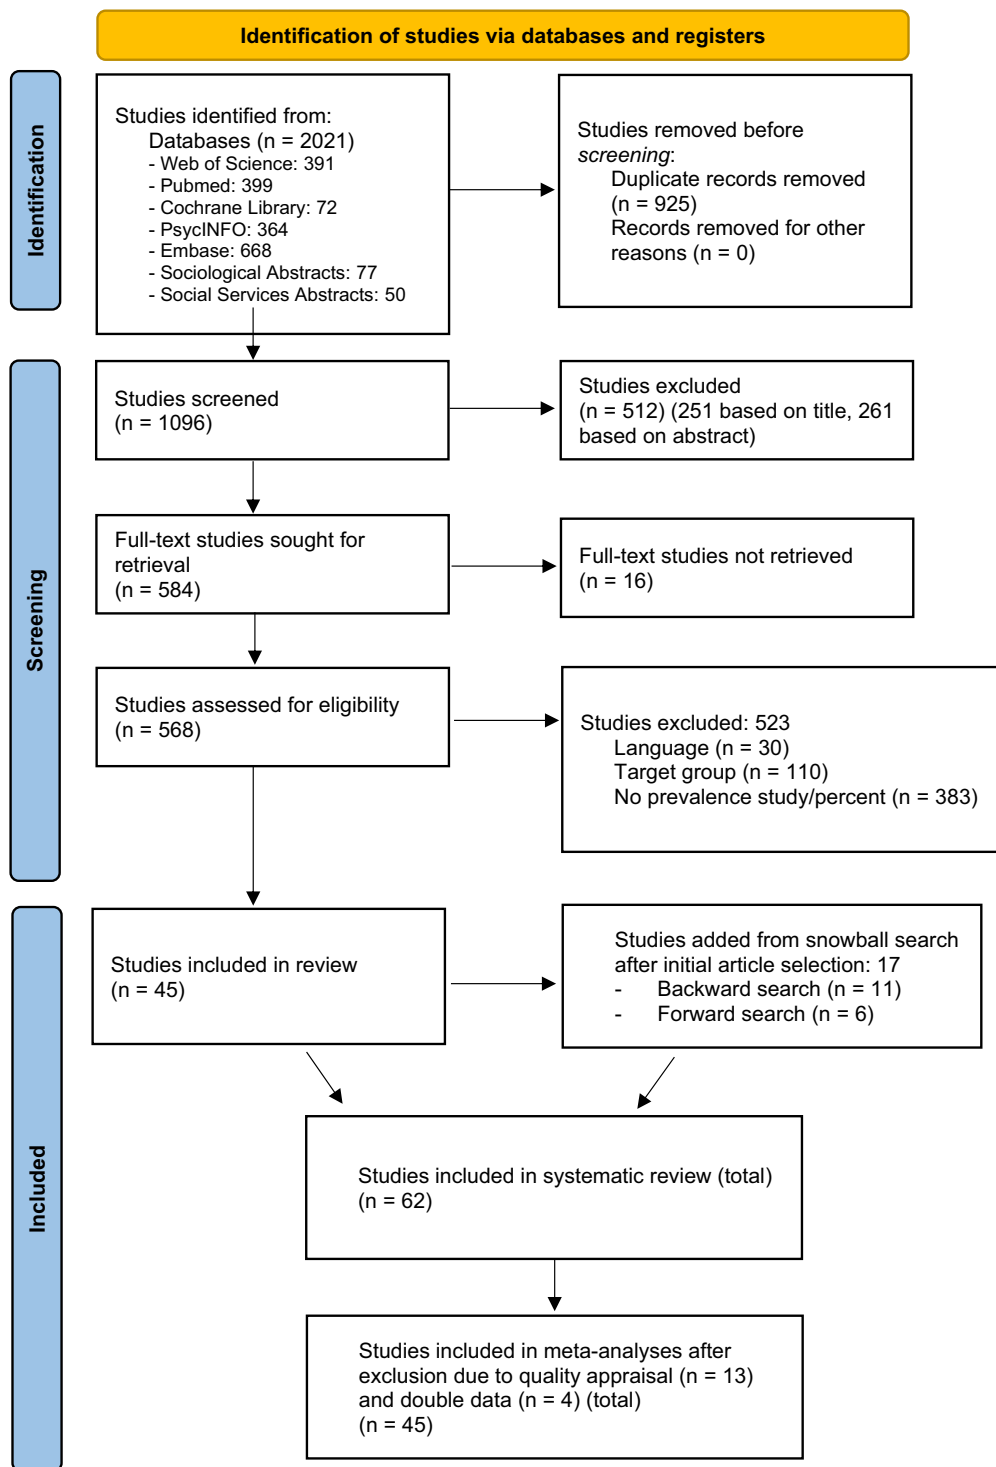 Identification of studies via databases and registers
Identification
Studies identified from:
Databases (n = 2021)
- Web of Science: 391
- Pubmed: 399
- Cochrane Library: 72
- PsycINFO: 364
- Embase: 668
- Sociological Abstracts: 77
- Social Services Abstracts: 50
Studies removed before
screening:
Duplicate records removed
(n = 925)
Records removed for other
reasons (n = 0)
Screening
Studies screened
(n = 1096)
Studies excluded
(n = 512) (251 based on title, 261
based on abstract)
Full-text studies sought for
retrieval
(n = 584)
Full-text studies not retrieved
(n = 16)
Studies assessed for eligibility
(n = 568)
Studies excluded: 523
Language (n = 30)
Target group (n = 110)
No prevalence study/percent (n = 383)
Included
Studies included in review
(n = 45)
Studies added from snowball search
after initial article selection: 17
- Backward search (n = 11)
- Forward search (n = 6)
Studies included in systematic review (total)
(n = 62)
Studies included in meta-analyses after
exclusion due to quality appraisal (n = 13)
and double data (n = 4) (total)
(n = 45)